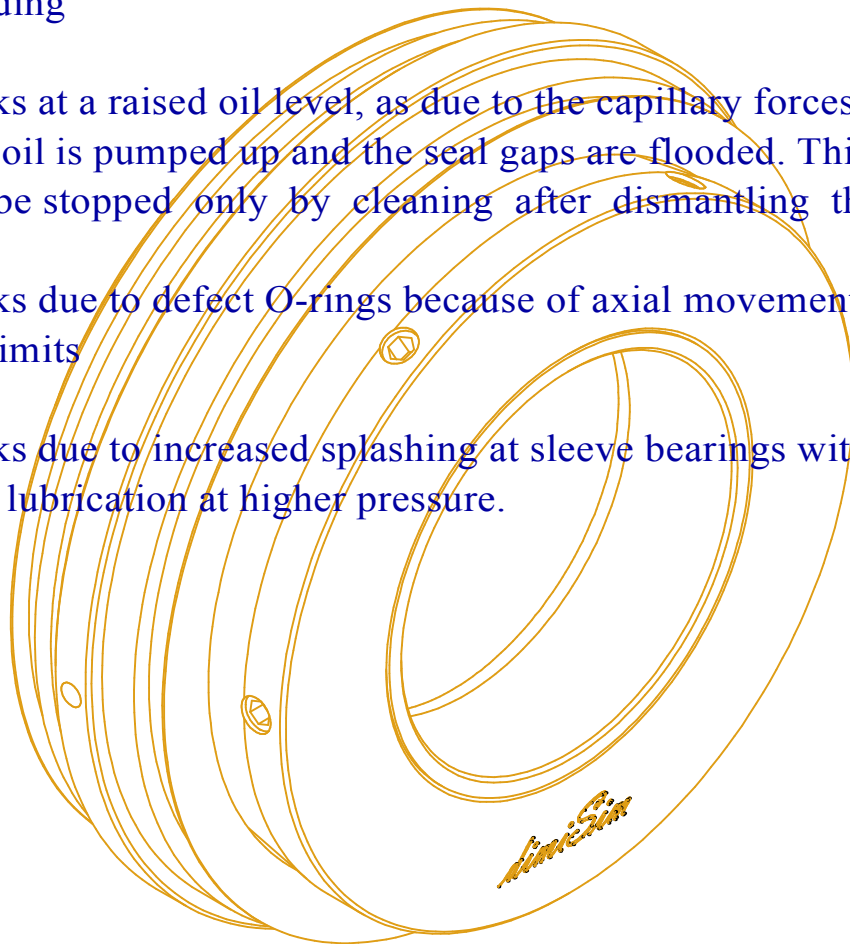 ding
ks at a raised oil level, as due to the capillary forces
oil is pumped up and the seal gaps are flooded. Thi
be stopped only by cleaning after dismantling th
ks due to defect O-rings because of axial movement
imits
ks due to increased splashing at sleeve bearings wit
lubrication at higher pressure.